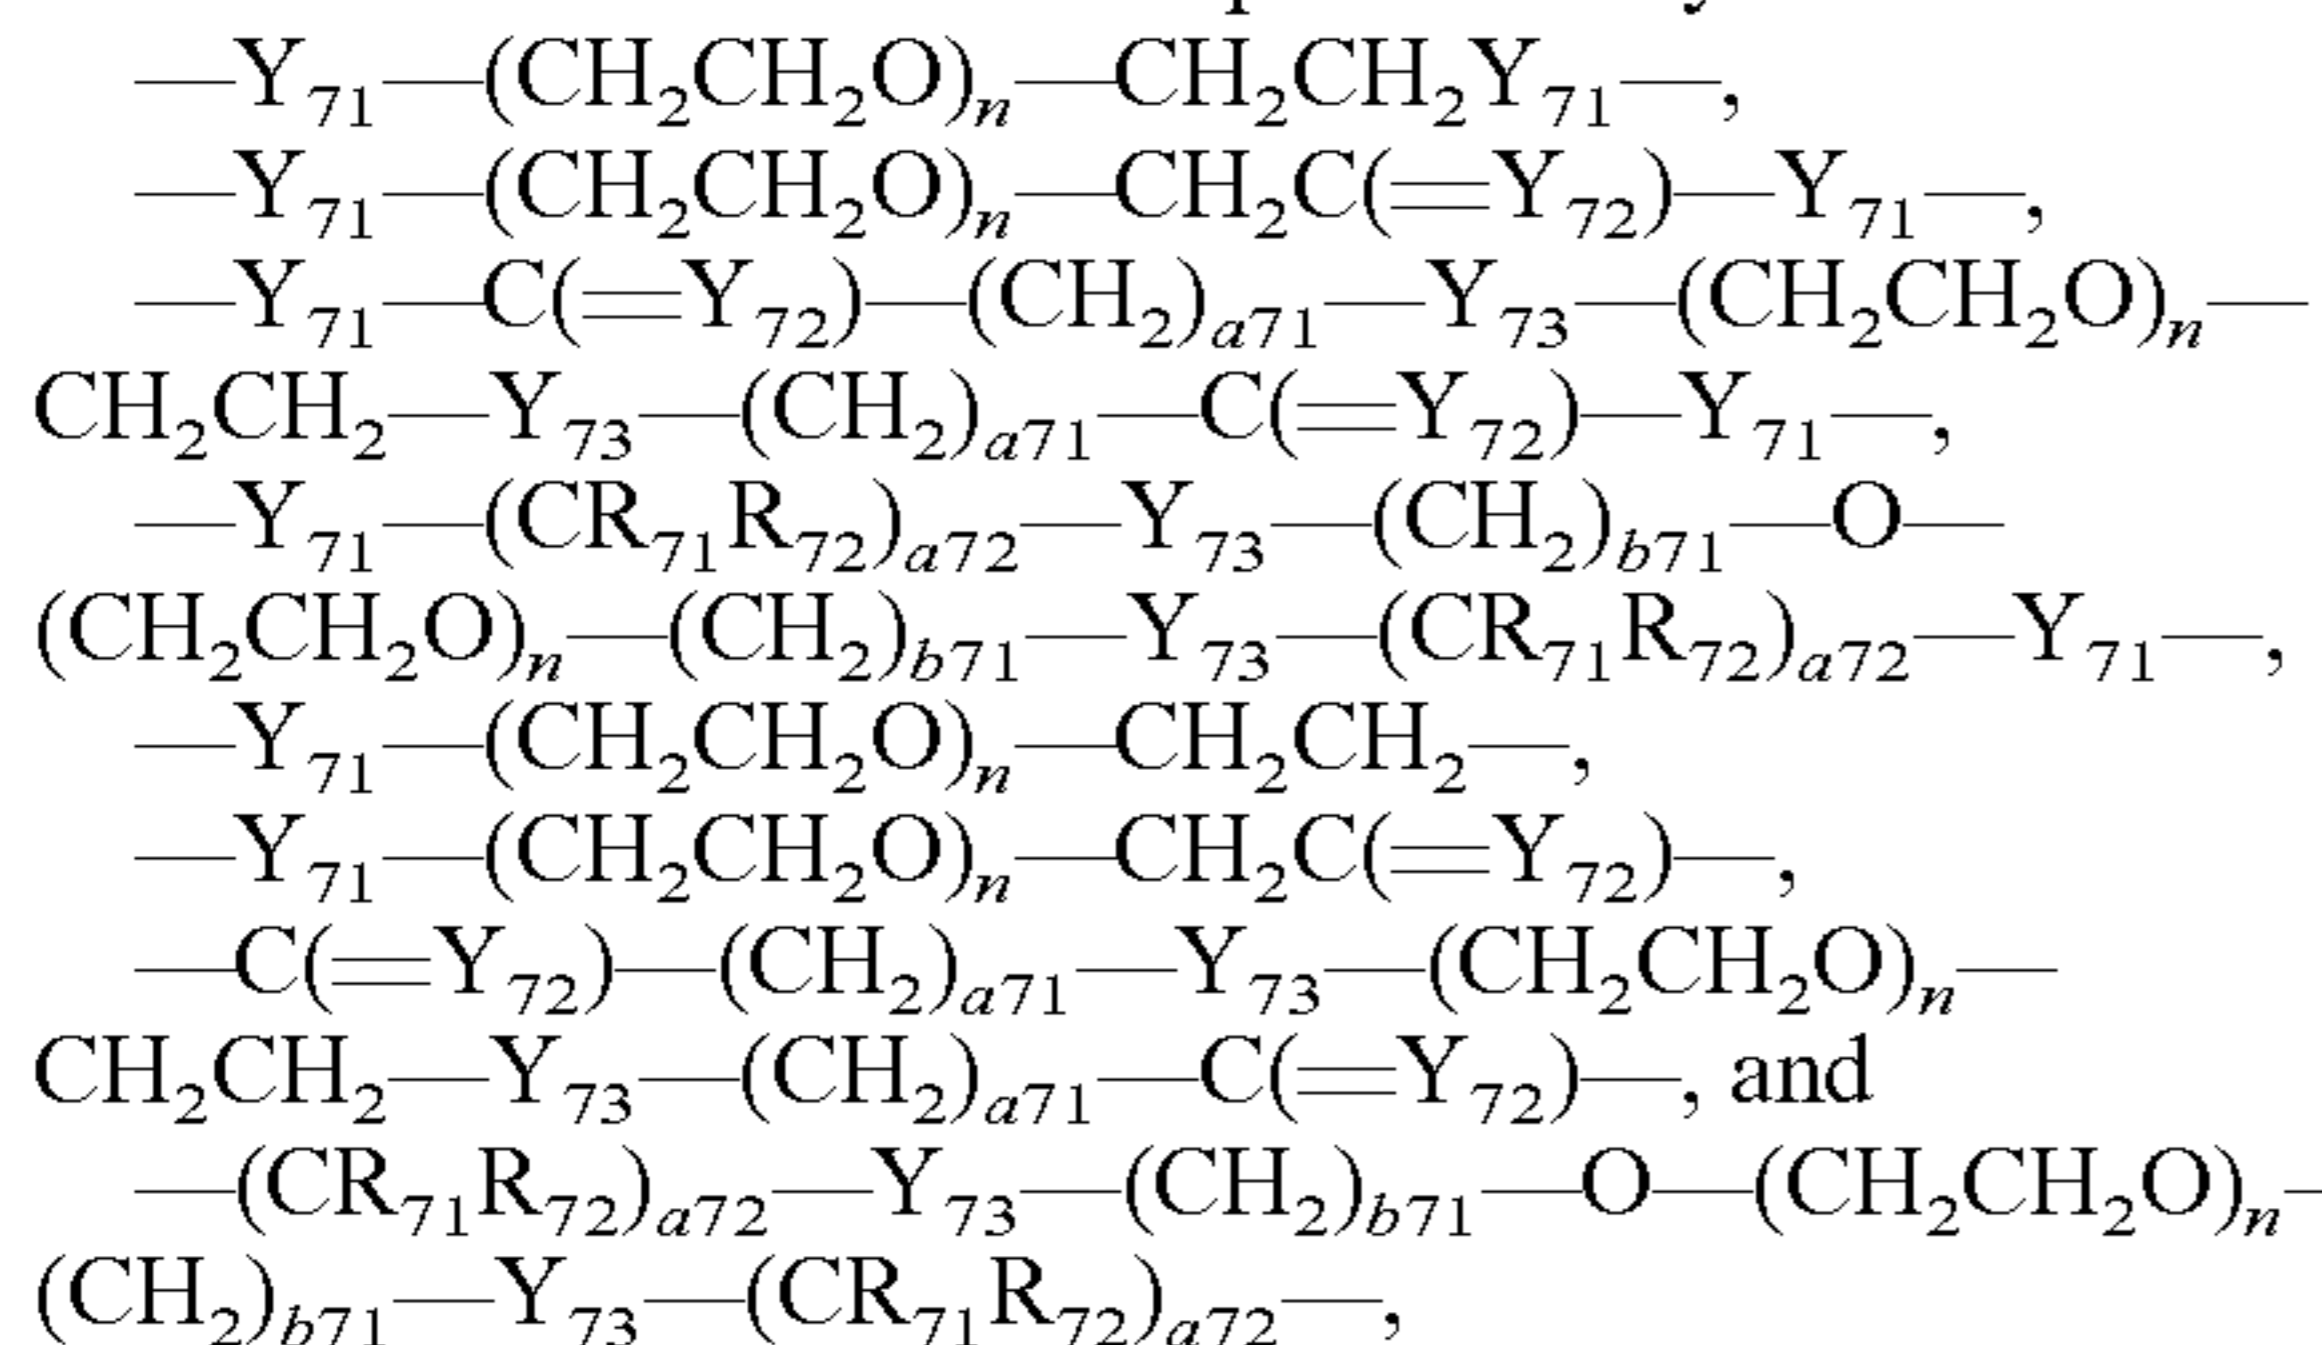 —Y₇₁—(CH₂CH₂O)ₙ—CH₂CH₂Y₇₁—,
—Y₇₁—(CH₂CH₂O)ₙ—CH₂C(=Y₇₂)—Y₇₁—,
—Y₇₁—C(=Y₇₂)—(CH₂)ₐ₇₁—Y₇₃—(CH₂CH₂O)ₙ—
CH₂CH₂—Y₇₃—(CH₂)ₐ₇₁—C(=Y₇₂)—Y₇₁—,
—Y₇₁—(CR₇₁R₇₂)ₐ₇₂—Y₇₃—(CH₂)b₇₁—O—
(CH₂CH₂O)ₙ—(CH₂)b₇₁—Y₇₃—(CR₇₁R₇₂)ₐ₇₂—Y₇₁—,
—Y₇₁—(CH₂CH₂O)ₙ—CH₂CH₂—,
—Y₇₁—(CH₂CH₂O)ₙ—CH₂C(=Y₇₂)—,
—C(=Y₇₂)—(CH₂)ₐ₇₁—Y₇₃—(CH₂CH₂O)ₙ—
CH₂CH₂—Y₇₃—(CH₂)ₐ₇₁—C(=Y₇₂)—, and
—(CR₇₁R₇₂)ₐ₇₂—Y₇₃—(CH₂)b₇₁—O—(CH₂CH₂O)ₙ—
(CH₂)b₇₁—Y₇₃—(CR₇₁R₇₂)ₐ₇₂—,